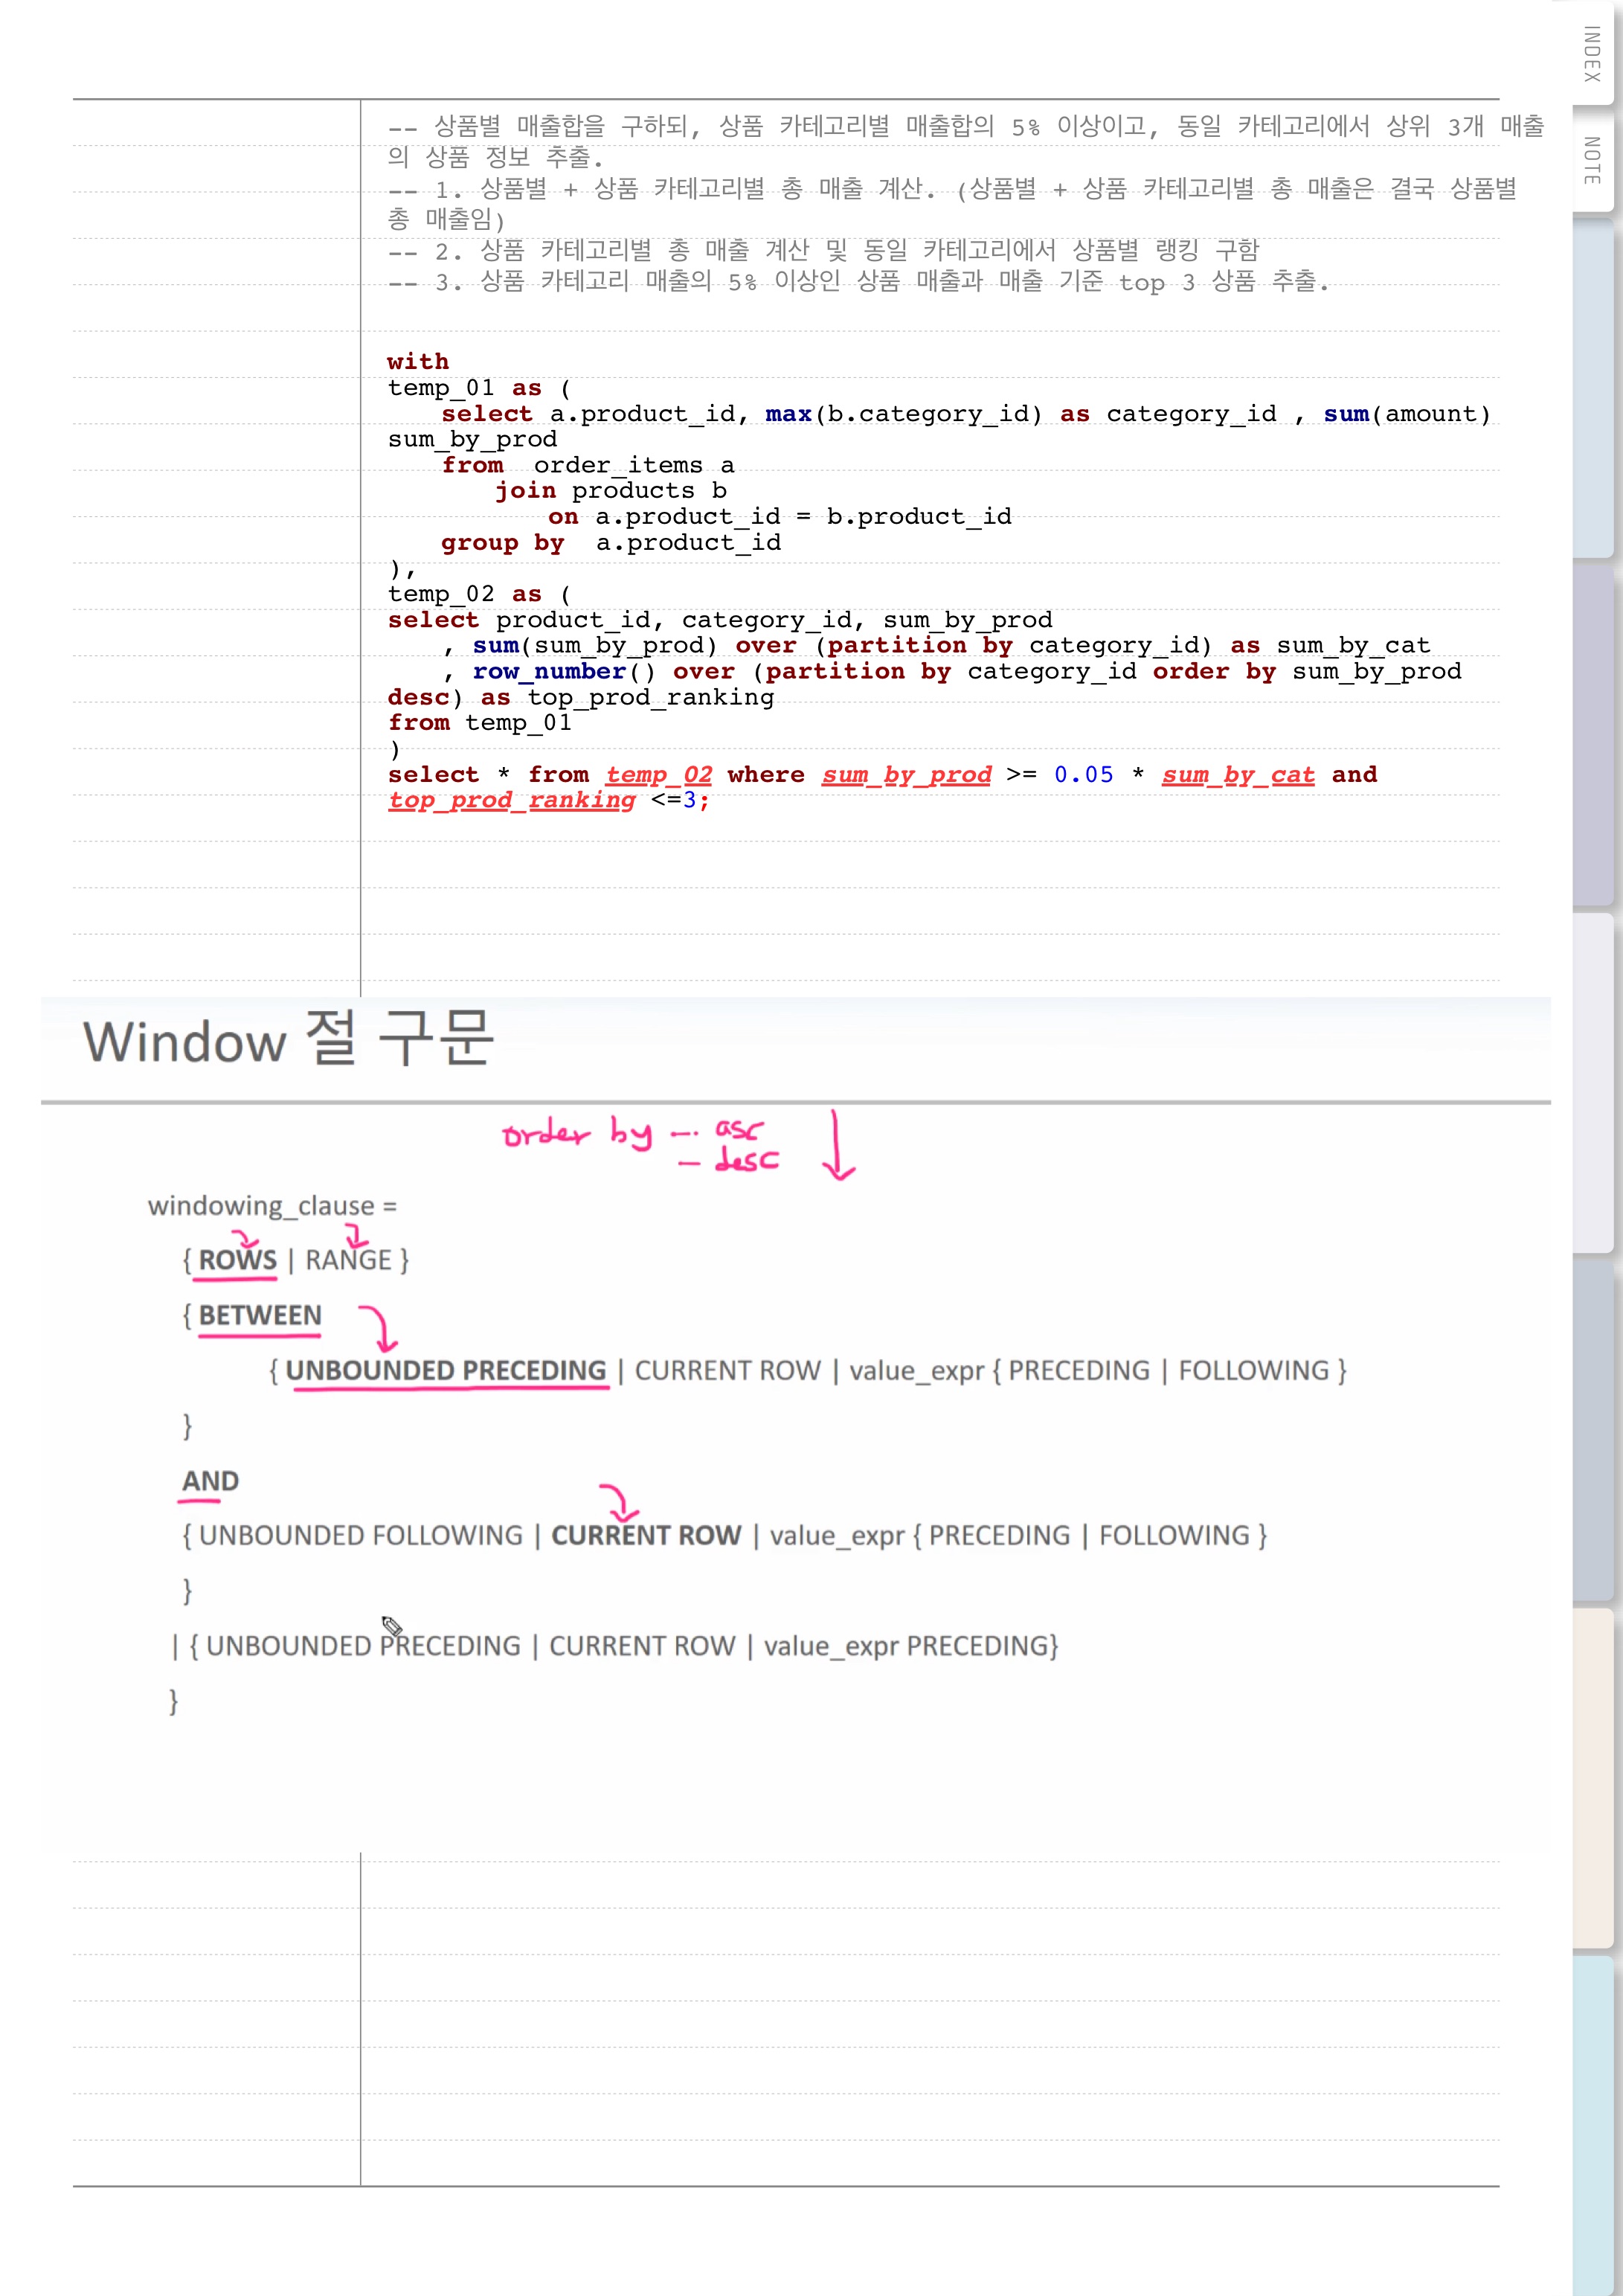 INDEX
NOTE
-- 상품별 매출합을 구하되, 상품 카테고리별 매출합의 5% 이상이고, 동일 카테고리에서 상위 3개 매출
의 상품 정보 추출.
-- 1. 상품별 + 상품 카테고리별 총 매출 계산. (상품별 + 상품 카테고리별 총 매출은 결국 상품별
총 매출임)
-- 2. 상품 카테고리별 총 매출 계산 및 동일 카테고리에서 상품별 랭킹 구함
-- 3. 상품 카테고리 매출의 5% 이상인 상품 매출과 매출 기준 top 3 상품 추출.
with
temp_01 as (
select a.product_id, max(b.category_id) as category_id , sum(amount)
sum_by_prod
from order_items a
join products b
on a.product_id = b.product_id
group by a.product_id
),
temp_02 as (
select product_id, category_id, sum_by_prod
, sum(sum_by_prod) over (partition by category_id) as sum_by_cat
, row_number() over (partition by category_id order by sum_by_prod
desc) as top_prod_ranking
from temp_01
)
select * from temp_02 where sum_by_prod >= 0.05 * sum_by_cat and
top_prod_ranking <=3;
Window 절 구문
order by -- asc
- desc
windowing_clause =
{ ROWS | RANGE }
{ BETWEEN
{ UNBOUNDED PRECEDING | CURRENT ROW | value_expr { PRECEDING | FOLLOWING }
}
AND
{ UNBOUNDED FOLLOWING | CURRENT ROW | value_expr { PRECEDING | FOLLOWING }
}
| { UNBOUNDED PRECEDING | CURRENT ROW | value_expr PRECEDING}
}